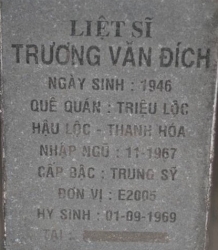 LIỆT SĨ
TRƯƠNG VĂN ĐÍCH
NGÀY SINH : 1946
QUÊ QUÁN : TRIỆU LỘC
HẬU LỘC - THANH HÓA
NHẬP NGŨ : 11-1967
CẤP BẬC : TRUNG SỸ
ĐƠN VỊ : E2005
HY SINH : 01-09-1969
TẠI :